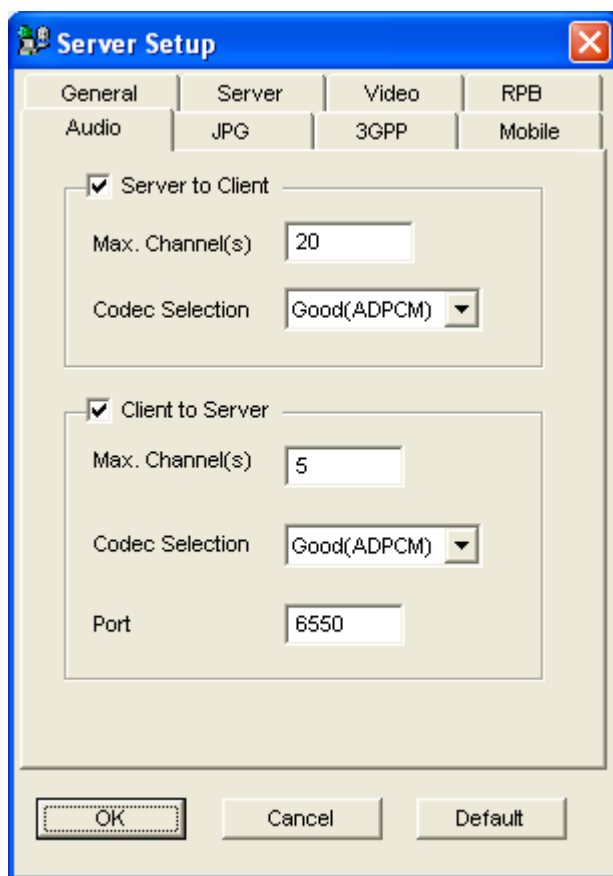 Server Setup
General Server Video RPB
Audio JPG 3GPP Mobile
Server to Client
Max. Channel(s) 20
Codec Selection Good(ADPCM)
Client to Server
Max. Channel(s) 5
Codec Selection Good(ADPCM)
Port 6550
OK Cancel Default